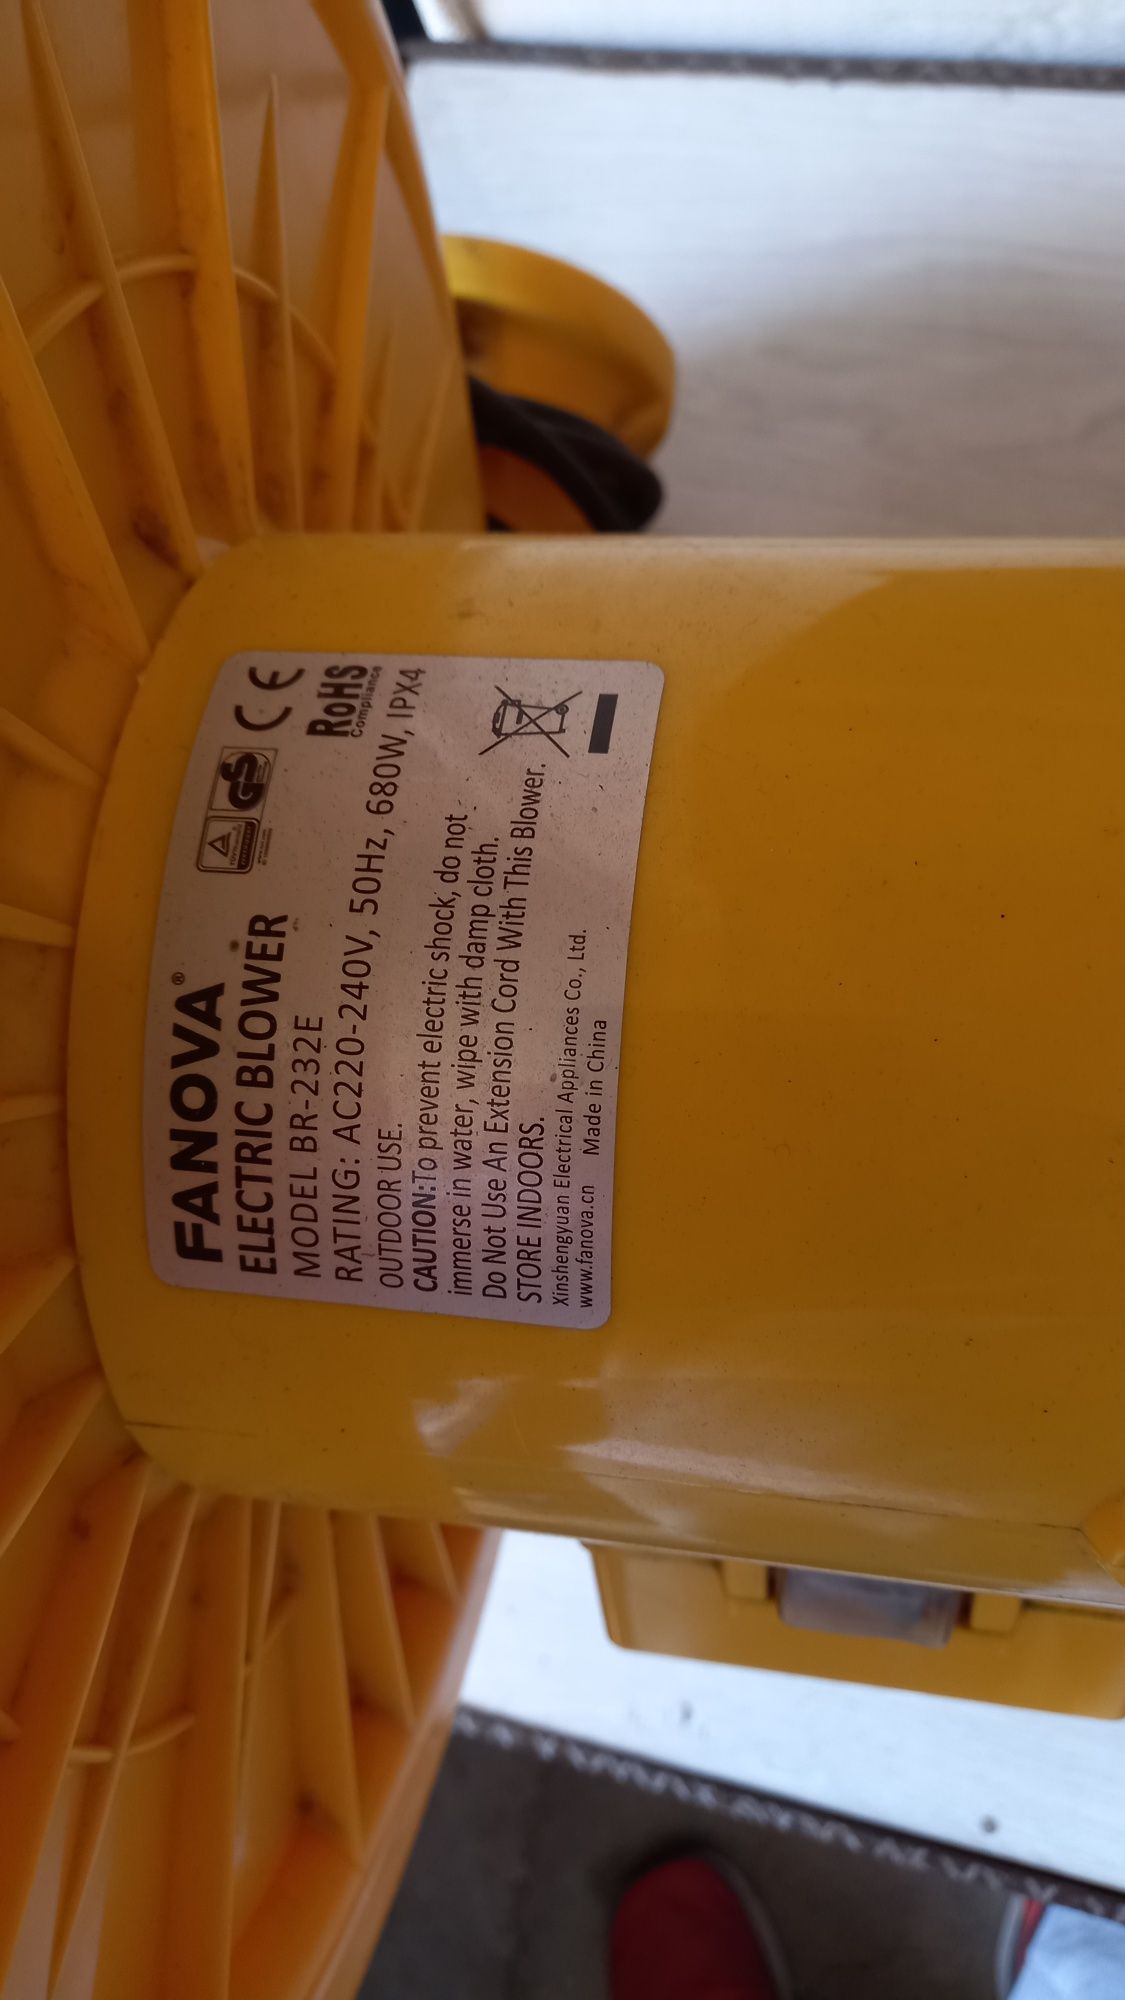 FANOVA®
ELECTRIC BLOWER
MODEL BR-232E
RATING: AC220-240V, 50Hz, 680W, IPX4
OUTDOOR USE.
CAUTION:To prevent electric shock, do not
immerse in water, wipe with damp cloth.
Do Not Use An Extension Cord With This Blower.
STORE INDOORS.
Xinshengyuan Electrical Appliances Co., Ltd.
www.fanova.cn Made in China
GS
CE
RoHS
Compliance